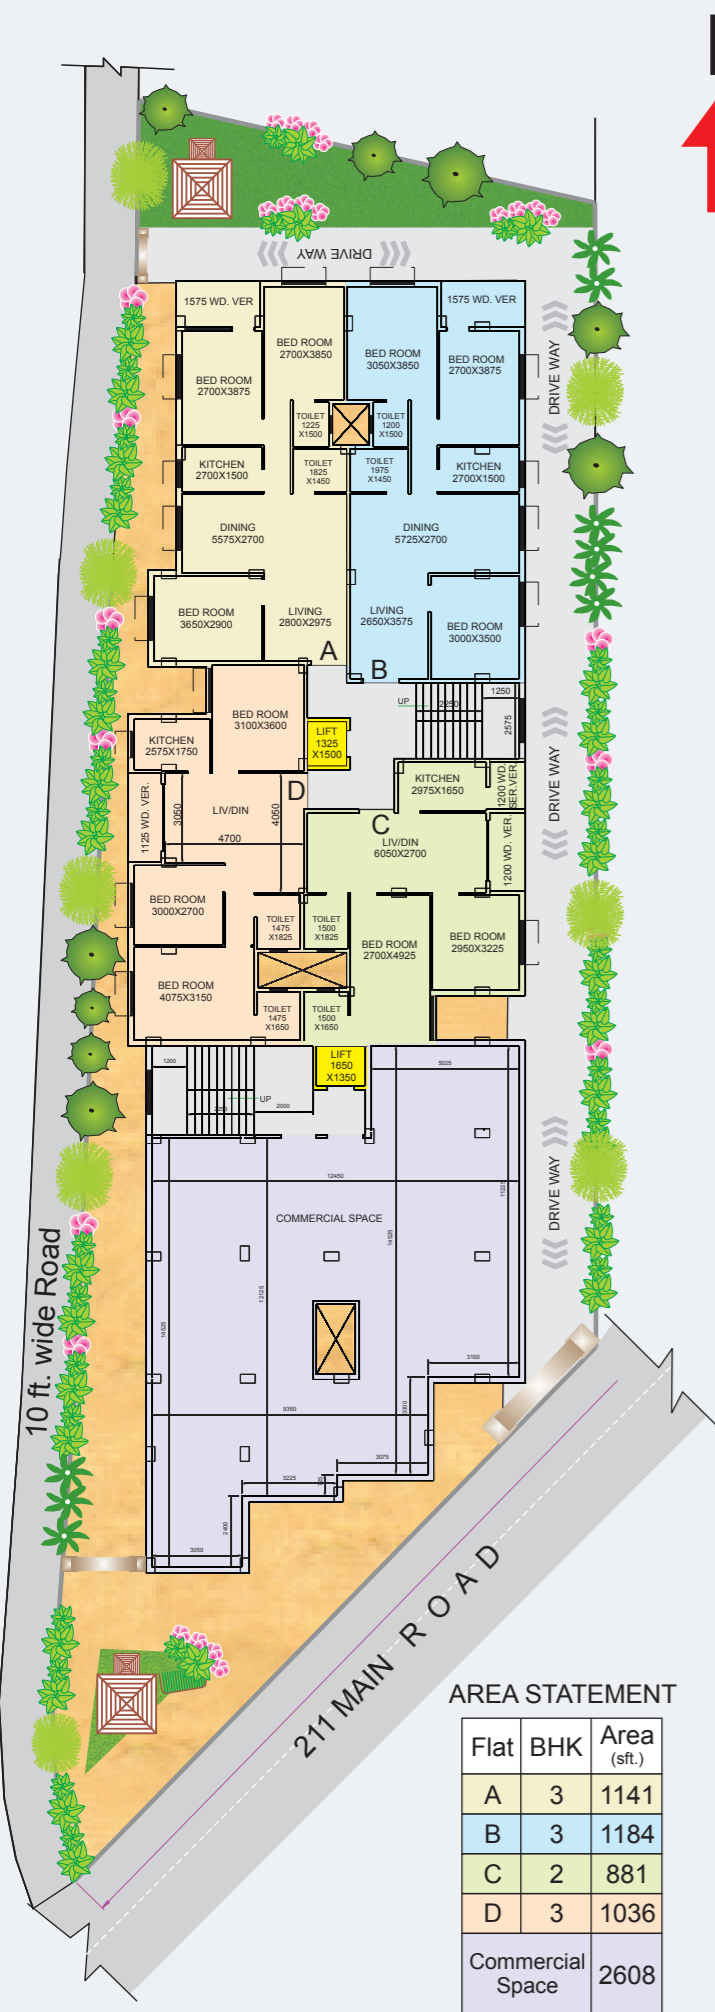 DRIVE WAY
1575 WD. VER
BED ROOM
2700X3850
BED ROOM
3050X3850
1575 WD. VER
BED ROOM
2700X3875
BED ROOM
2700X3875
DRIVE WAY
TOILET
1225
X1500
TOILET
1200
X1500
KITCHEN
2700X1500
TOILET
1825
X1450
TOILET
1975
X1450
KITCHEN
2700X1500
DINING
5575X2700
DINING
5725X2700
BED ROOM
3650X2900
LIVING
2800X2975
LIVING
2650X3575
BED ROOM
3000X3500
A
B
BED ROOM
3100X3600
UP
2250
1250
2575
KITCHEN
2575X1750
LIFT
1325
X1500
DRIVE WAY
1125 WD. VER.
3050
LIV/DIN
4050
4700
D
KITCHEN
2975X1650
1200 WD.
SER.VER.
C
LIV/DIN
6050X2700
1200 WD. VER.
BED ROOM
3000X2700
TOILET
1475
X1825
TOILET
1500
X1825
BED ROOM
2700X4925
BED ROOM
2950X3225
BED ROOM
4075X3150
TOILET
1475
X1650
TOILET
1500
X1650
LIFT
1650
X1350
1200
UP
2250
2000
5025
12450
COMMERCIAL SPACE
DRIVE WAY
12125
14525
3100
3300
9350
3075
3225
2400
3050
10 ft. wide Road
211 MAIN ROAD
AREA STATEMENT
Flat BHK Area
(sft.)
A 3 1141
B 3 1184
C 2 881
D 3 1036
Commercial
Space 2608